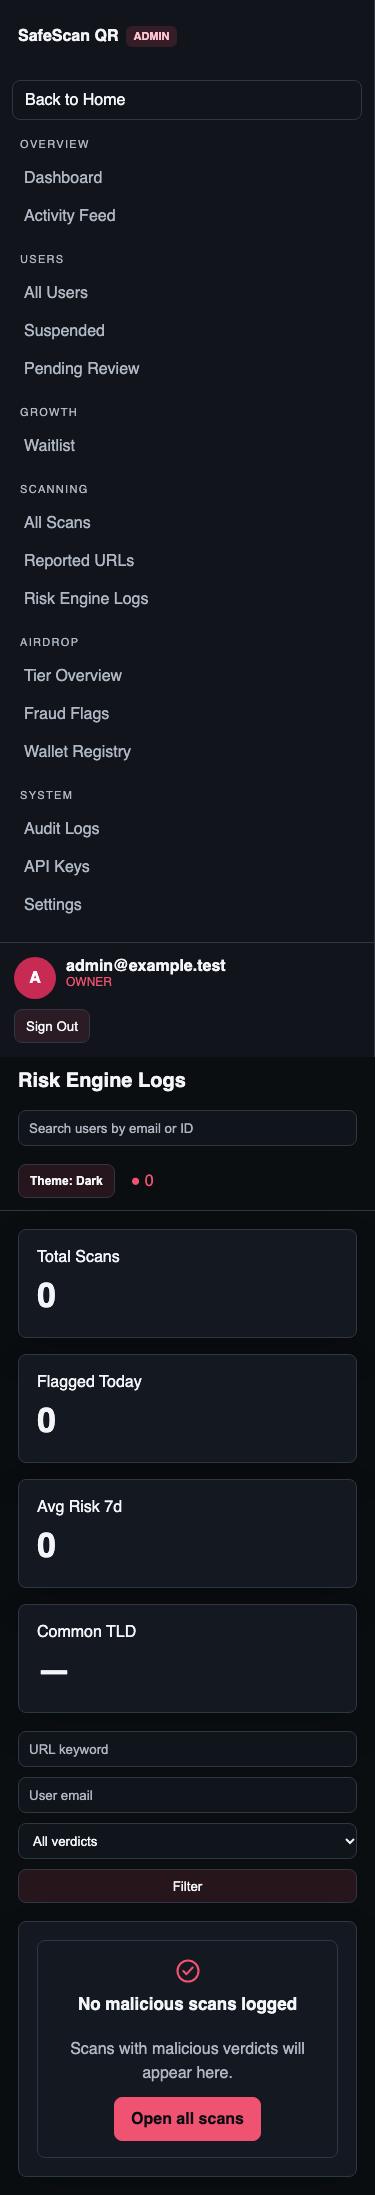 SafeScan QR ADMIN
Back to Home
OVERVIEW
Dashboard
Activity Feed
USERS
All Users
Suspended
Pending Review
GROWTH
Waitlist
SCANNING
All Scans
Reported URLs
Risk Engine Logs
AIRDROP
Tier Overview
Fraud Flags
Wallet Registry
SYSTEM
Audit Logs
API Keys
Settings
A
admin@example.test
OWNER
Sign Out
Risk Engine Logs
Search users by email or ID
Theme: Dark
0
Total Scans
0
Flagged Today
0
Avg Risk 7d
0
Common TLD
—
URL keyword
User email
All verdicts
Filter
No malicious scans logged
Scans with malicious verdicts will
appear here.
Open all scans